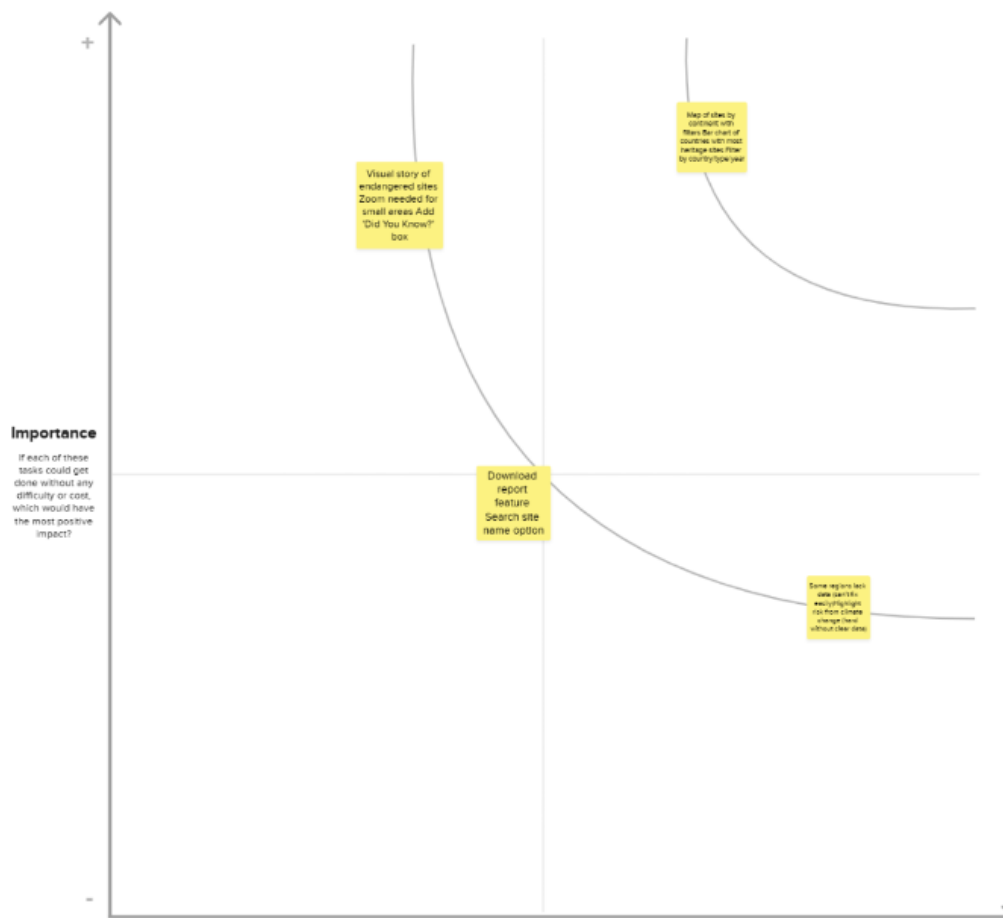 +
Map of sites by
continent with
filters Bar chart of
countries with most
heritage sites Filter
by country/type/year
Visual story of
endangered sites
Zoom needed for
small areas Add
'Did You Know?'
box
Importance
If each of these
tasks could get
done without any
difficulty or cost,
which would have
the most positive
impact?
Download
report
feature
Search site
name option
Some regions lack
data (can't fix
easily)Highlight
risk from climate
change (hard
without clear data)
-